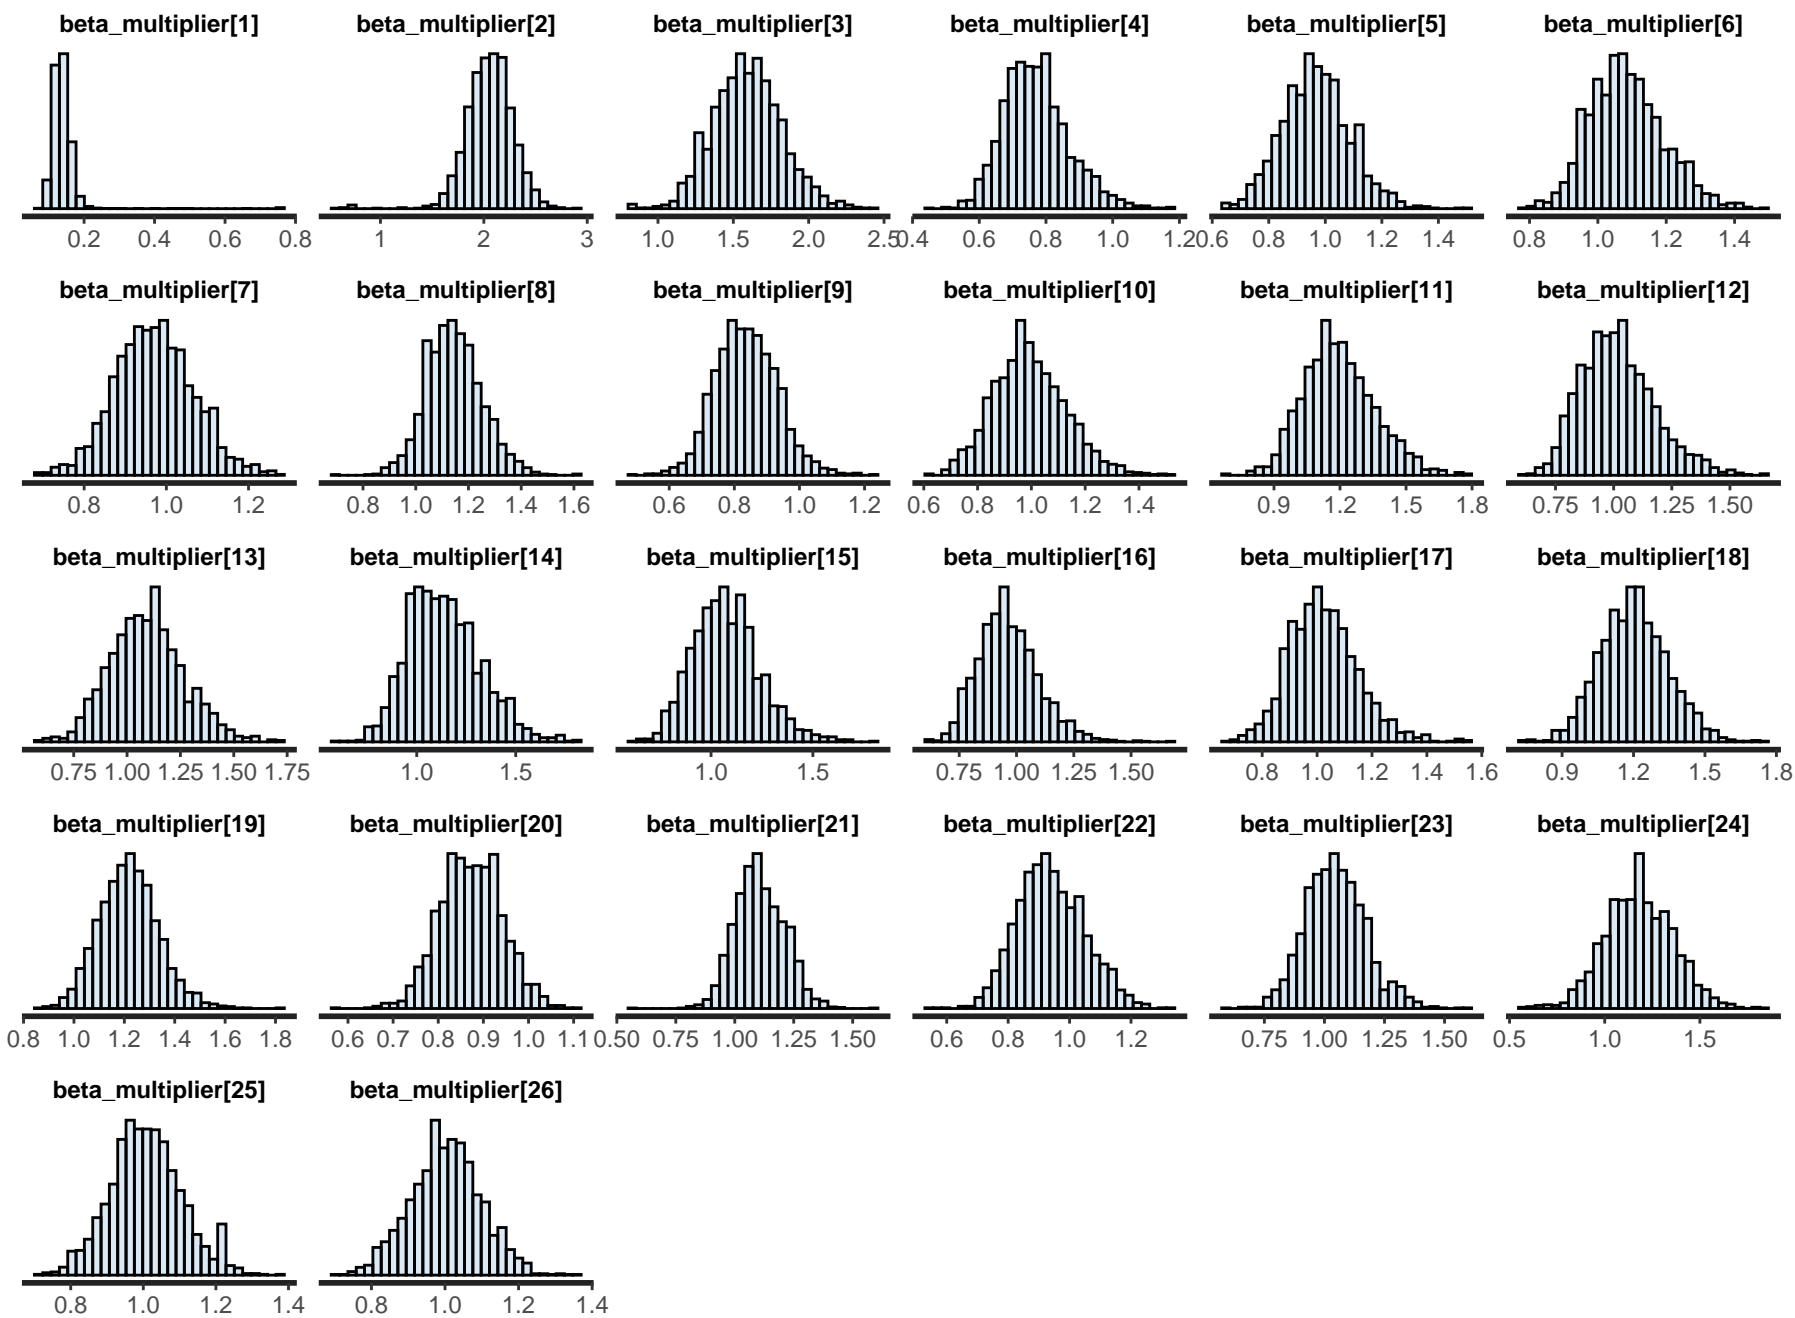 beta_multiplier[1] beta_multiplier[2] beta_multiplier[3] beta_multiplier[4] beta_multiplier[5] beta_multiplier[6]
0.2 0.4 0.6 0.8 1 2 3 1.0 1.5 2.0 2.5 0.4 0.6 0.8 1.0 1.2 0.6 0.8 1.0 1.2 1.4 0.8 1.0 1.2 1.4
beta_multiplier[7] beta_multiplier[8] beta_multiplier[9] beta_multiplier[10] beta_multiplier[11] beta_multiplier[12]
0.8 1.0 1.2 0.8 1.0 1.2 1.4 1.6 0.6 0.8 1.0 1.2 0.6 0.8 1.0 1.2 1.4 0.9 1.2 1.5 1.8 0.75 1.00 1.25 1.50
beta_multiplier[13] beta_multiplier[14] beta_multiplier[15] beta_multiplier[16] beta_multiplier[17] beta_multiplier[18]
0.75 1.00 1.25 1.50 1.75 1.0 1.5 1.0 1.5 0.75 1.00 1.25 1.50 0.8 1.0 1.2 1.4 1.6 0.9 1.2 1.5 1.8
beta_multiplier[19] beta_multiplier[20] beta_multiplier[21] beta_multiplier[22] beta_multiplier[23] beta_multiplier[24]
0.8 1.0 1.2 1.4 1.6 1.8 0.6 0.7 0.8 0.9 1.0 1.1 0.50 0.75 1.00 1.25 1.50 0.6 0.8 1.0 1.2 0.75 1.00 1.25 1.50 0.5 1.0 1.5
beta_multiplier[25] beta_multiplier[26]
0.8 1.0 1.2 1.4 0.8 1.0 1.2 1.4